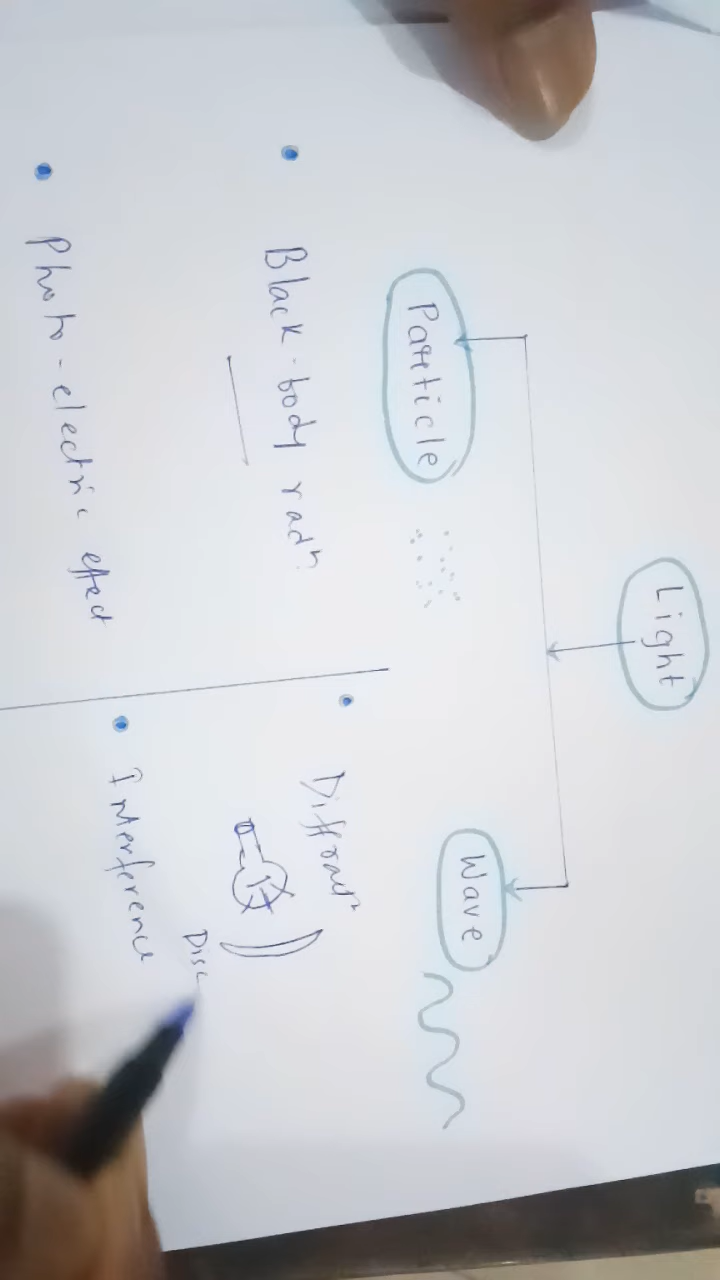 Light
Particle
Wave
Black-body radⁿ.
Diffracⁿ
Disc
Photo-electric effect
Interference